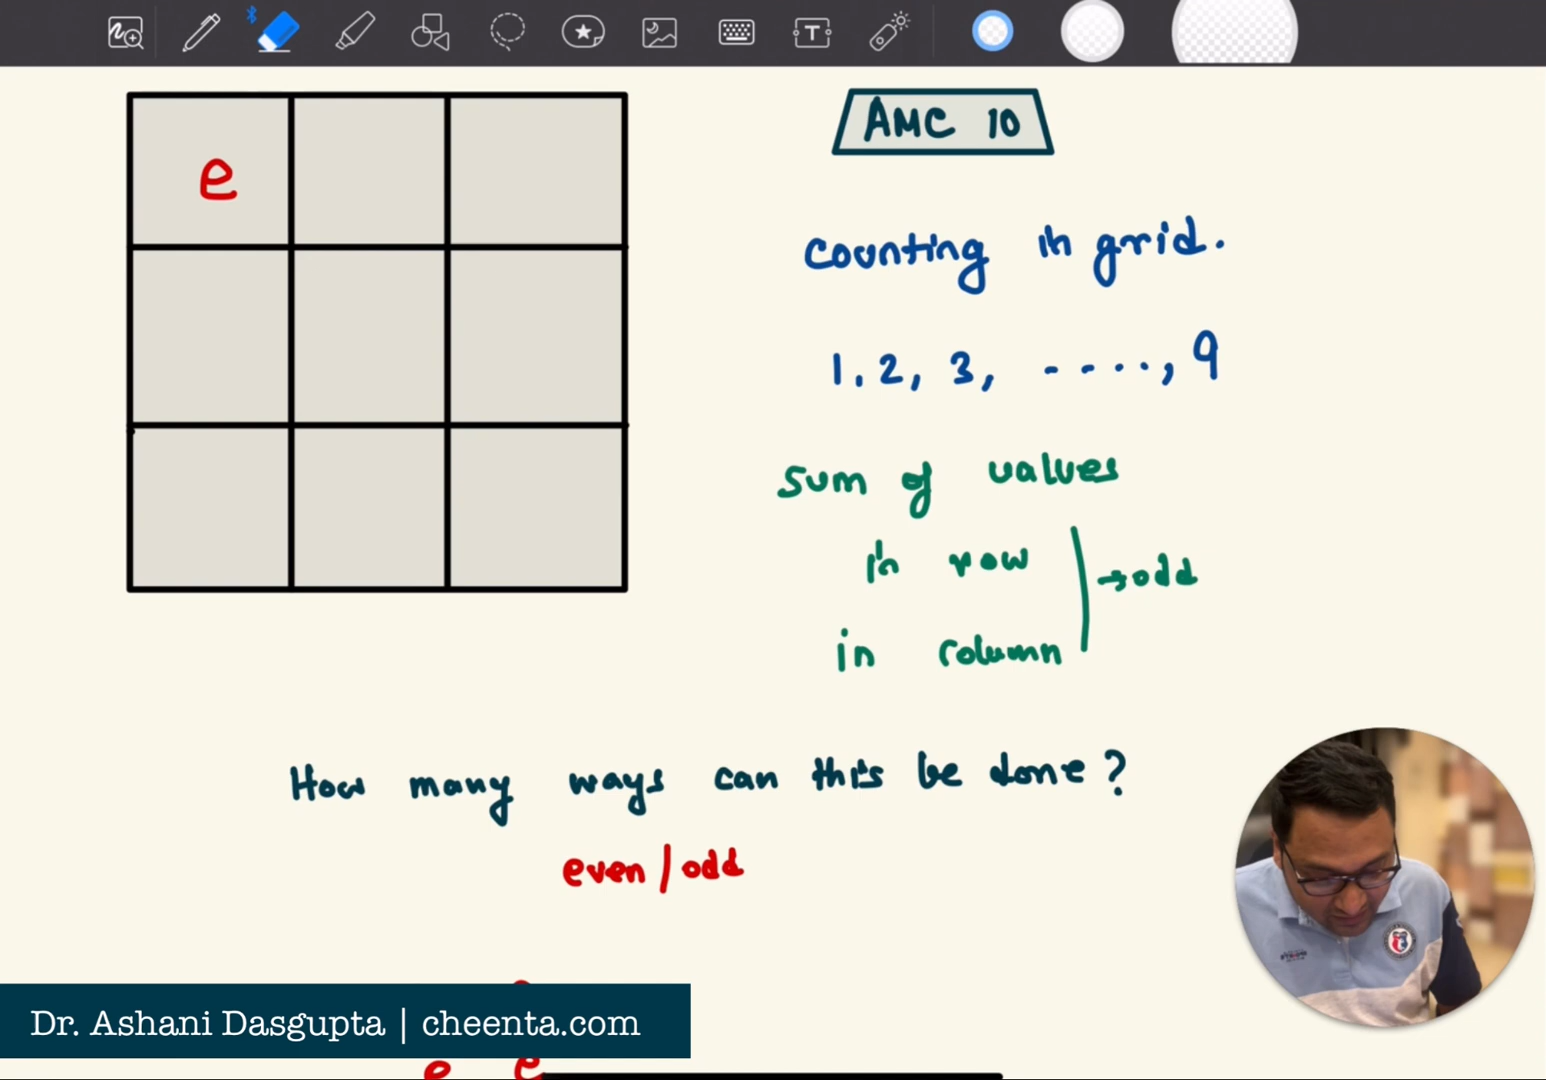 AMC 10
e
counting in grid.
1. 2, 3, - - - - ., 9
sum of values
in row
→odd
in column
How many ways can this be done?
even/odd
Dr. Ashani Dasgupta | cheenta.com
e e